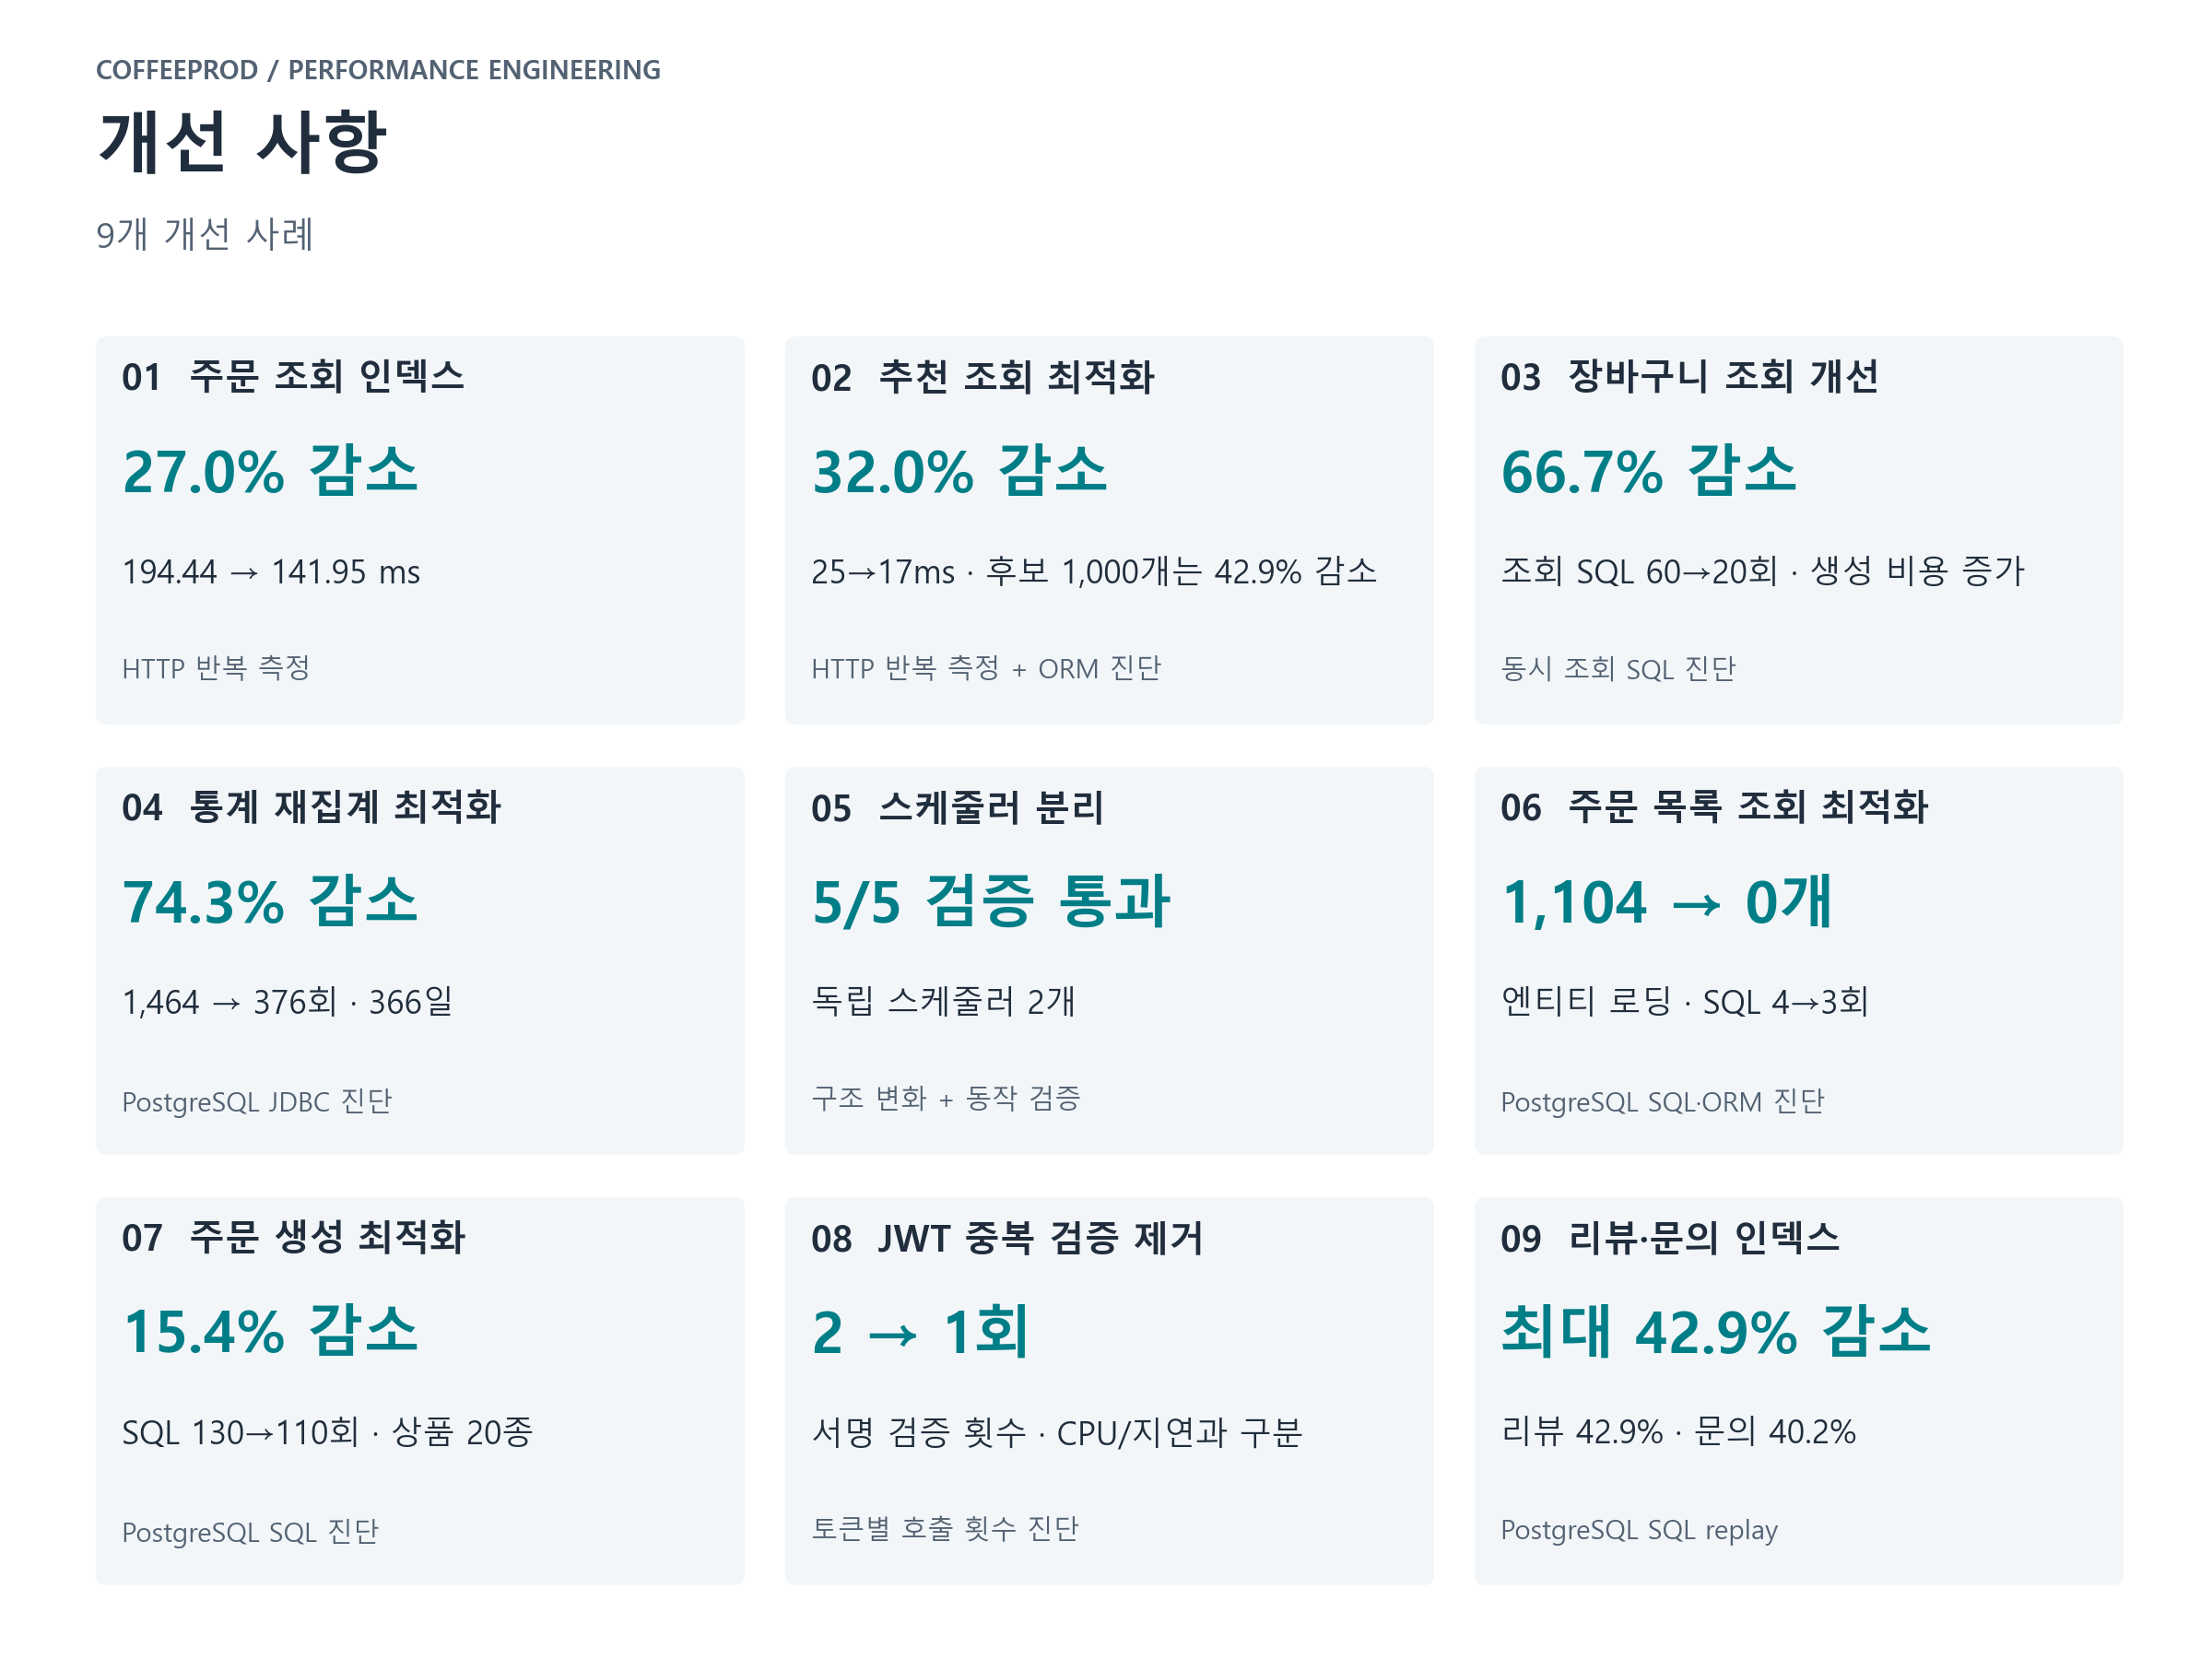 COFFEEPROD / PERFORMANCE ENGINEERING
개선 사항
9개 개선 사례
01 주문 조회 인덱스
27.0% 감소
194.44 → 141.95 ms
HTTP 반복 측정
02 추천 조회 최적화
32.0% 감소
25→17ms · 후보 1,000개는 42.9% 감소
HTTP 반복 측정 + ORM 진단
03 장바구니 조회 개선
66.7% 감소
조회 SQL 60→20회 · 생성 비용 증가
동시 조회 SQL 진단
04 통계 재집계 최적화
74.3% 감소
1,464 → 376회 · 366일
PostgreSQL JDBC 진단
05 스케줄러 분리
5/5 검증 통과
독립 스케줄러 2개
구조 변화 + 동작 검증
06 주문 목록 조회 최적화
1,104 → 0개
엔티티 로딩 · SQL 4→3회
PostgreSQL SQL·ORM 진단
07 주문 생성 최적화
15.4% 감소
SQL 130→110회 · 상품 20종
PostgreSQL SQL 진단
08 JWT 중복 검증 제거
2 → 1회
서명 검증 횟수 · CPU/지연과 구분
토큰별 호출 횟수 진단
09 리뷰·문의 인덱스
최대 42.9% 감소
리뷰 42.9% · 문의 40.2%
PostgreSQL SQL replay